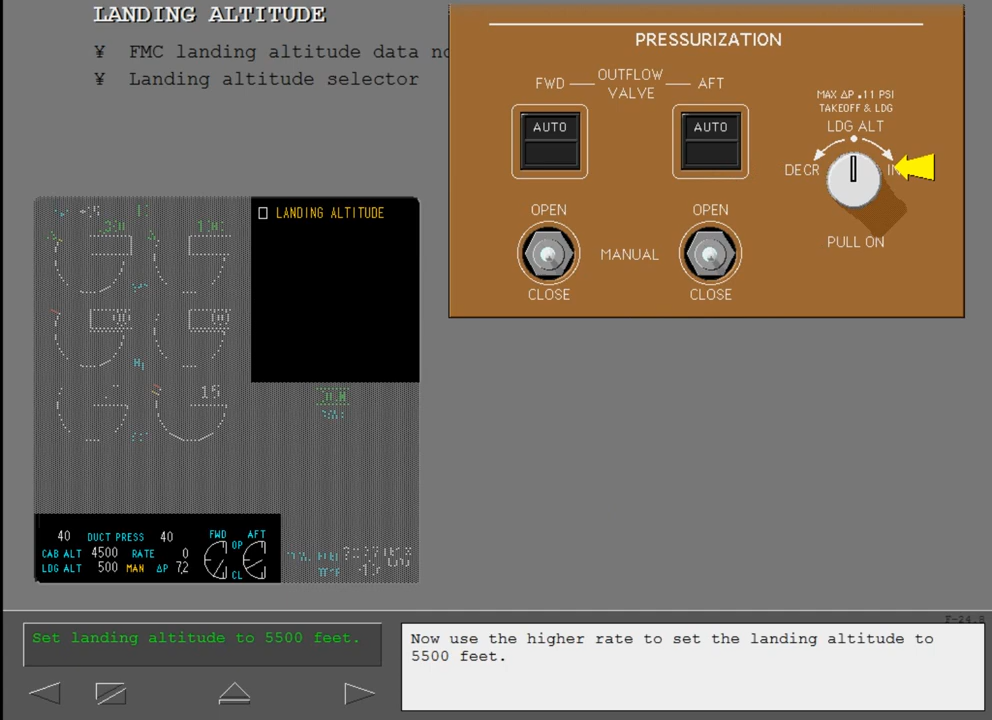 LANDING ALTITUDE
¥ FMC landing altitude data
¥ Landing altitude selector
PRESSURIZATION
FWD OUTFLOW VALVE AFT
MAX ΔP .11 PSI
TAKEOFF & LDG
LDG ALT
AUTO AUTO
DECR
OPEN OPEN
MANUAL
PULL ON
CLOSE CLOSE
LANDING ALTITUDE
15
40 DUCT PRESS 40 FWD AFT
OP
CAB ALT 4500 RATE 0
LDG ALT 500 MAN ΔP 7.2
CL
F-24.8
Set landing altitude to 5500 feet.
Now use the higher rate to set the landing altitude to
5500 feet.